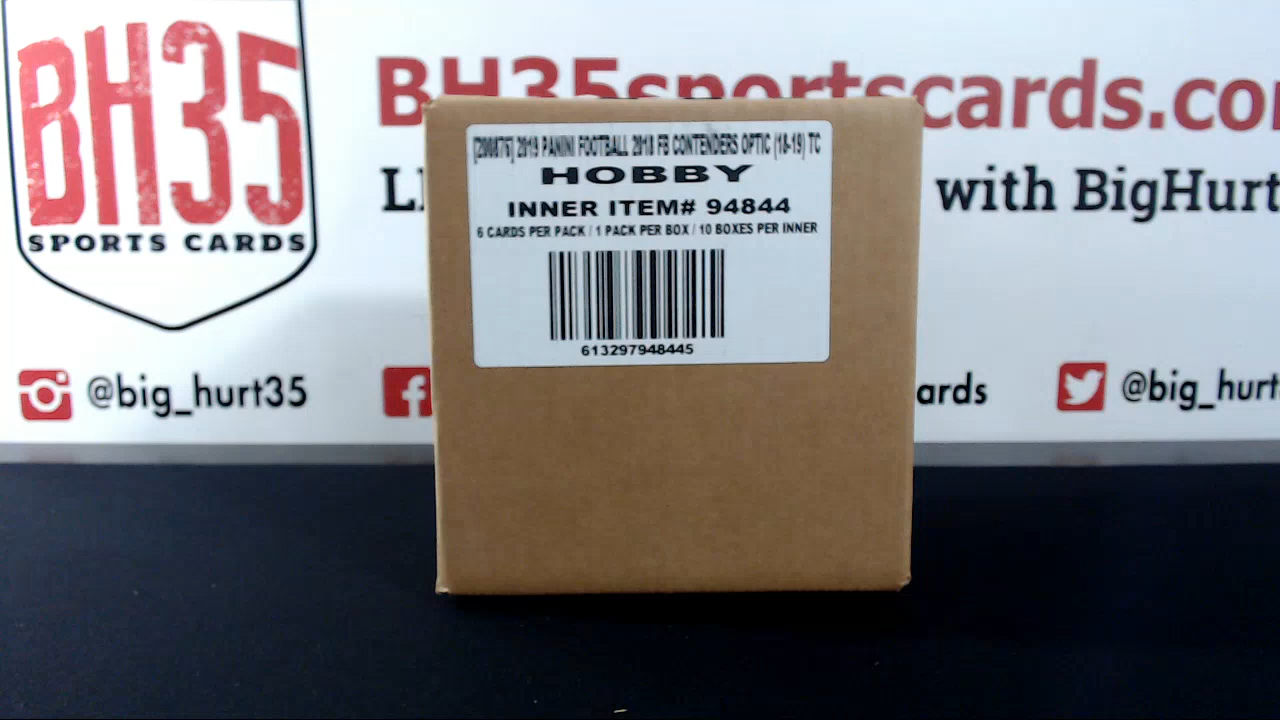 BH35
SPORTS CARDS
BH35sportscards.co
with BigHurt
@big_hurt35
ards
@big_hurt
PANINI FOOTBALL 2018 FB CONTENDERS OPTIC (18-19) TC
HOBBY
INNER ITEM# 94844
6 CARDS PER PACK / 1 PACK PER BOX / 10 BOXES PER INNER
613297948445